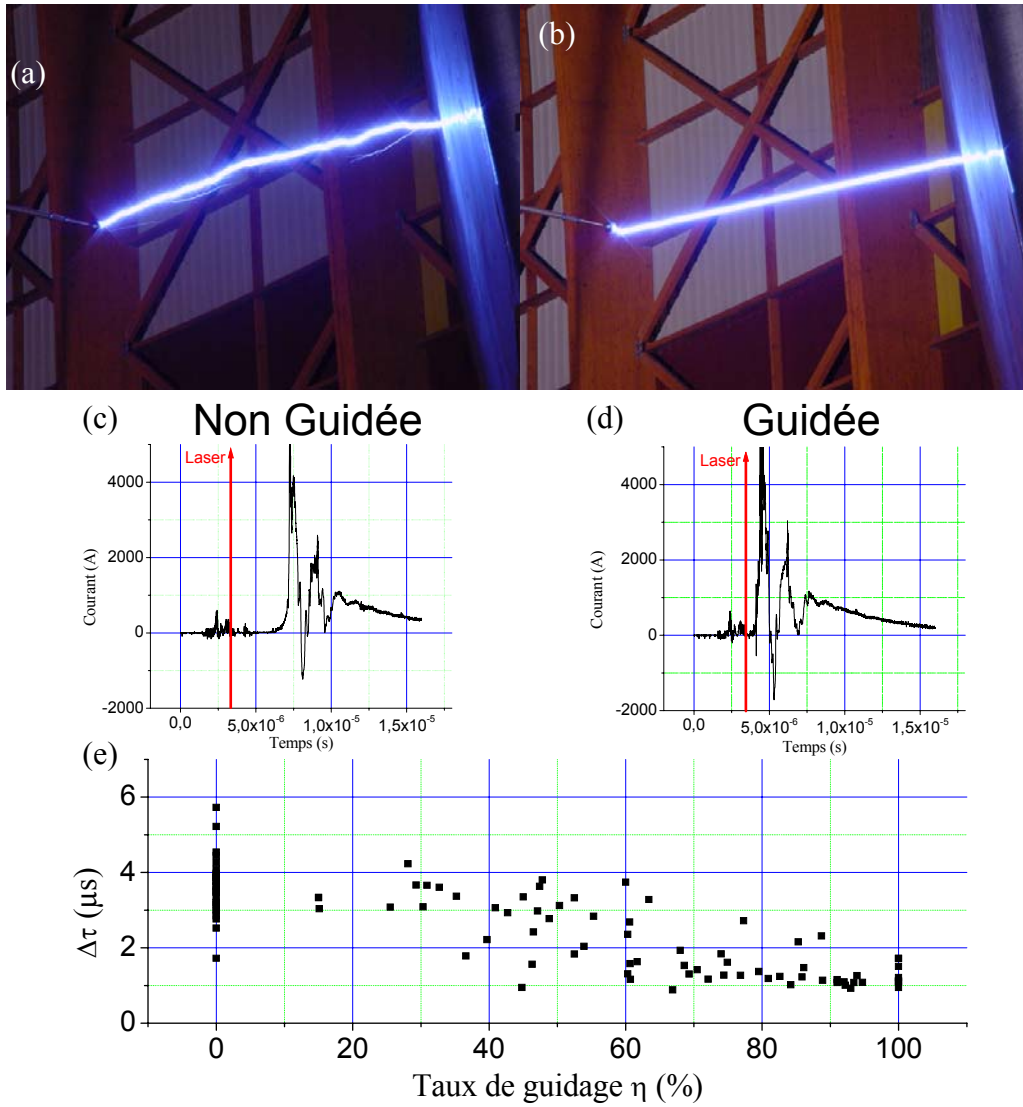 (a)
(b)
(c) Non Guidée
Laser
4000
2000
0
-2000
Courant (A)
0,0 5,0x10⁻⁶ 1,0x10⁻⁵ 1,5x10⁻⁵
Temps (s)
(d) Guidée
Laser
4000
2000
0
-2000
Courant (A)
0,0 5,0x10⁻⁶ 1,0x10⁻⁵ 1,5x10⁻⁵
Temps (s)
(e)
6
4
2
0
Δτ (μs)
0 20 40 60 80 100
Taux de guidage η (%)